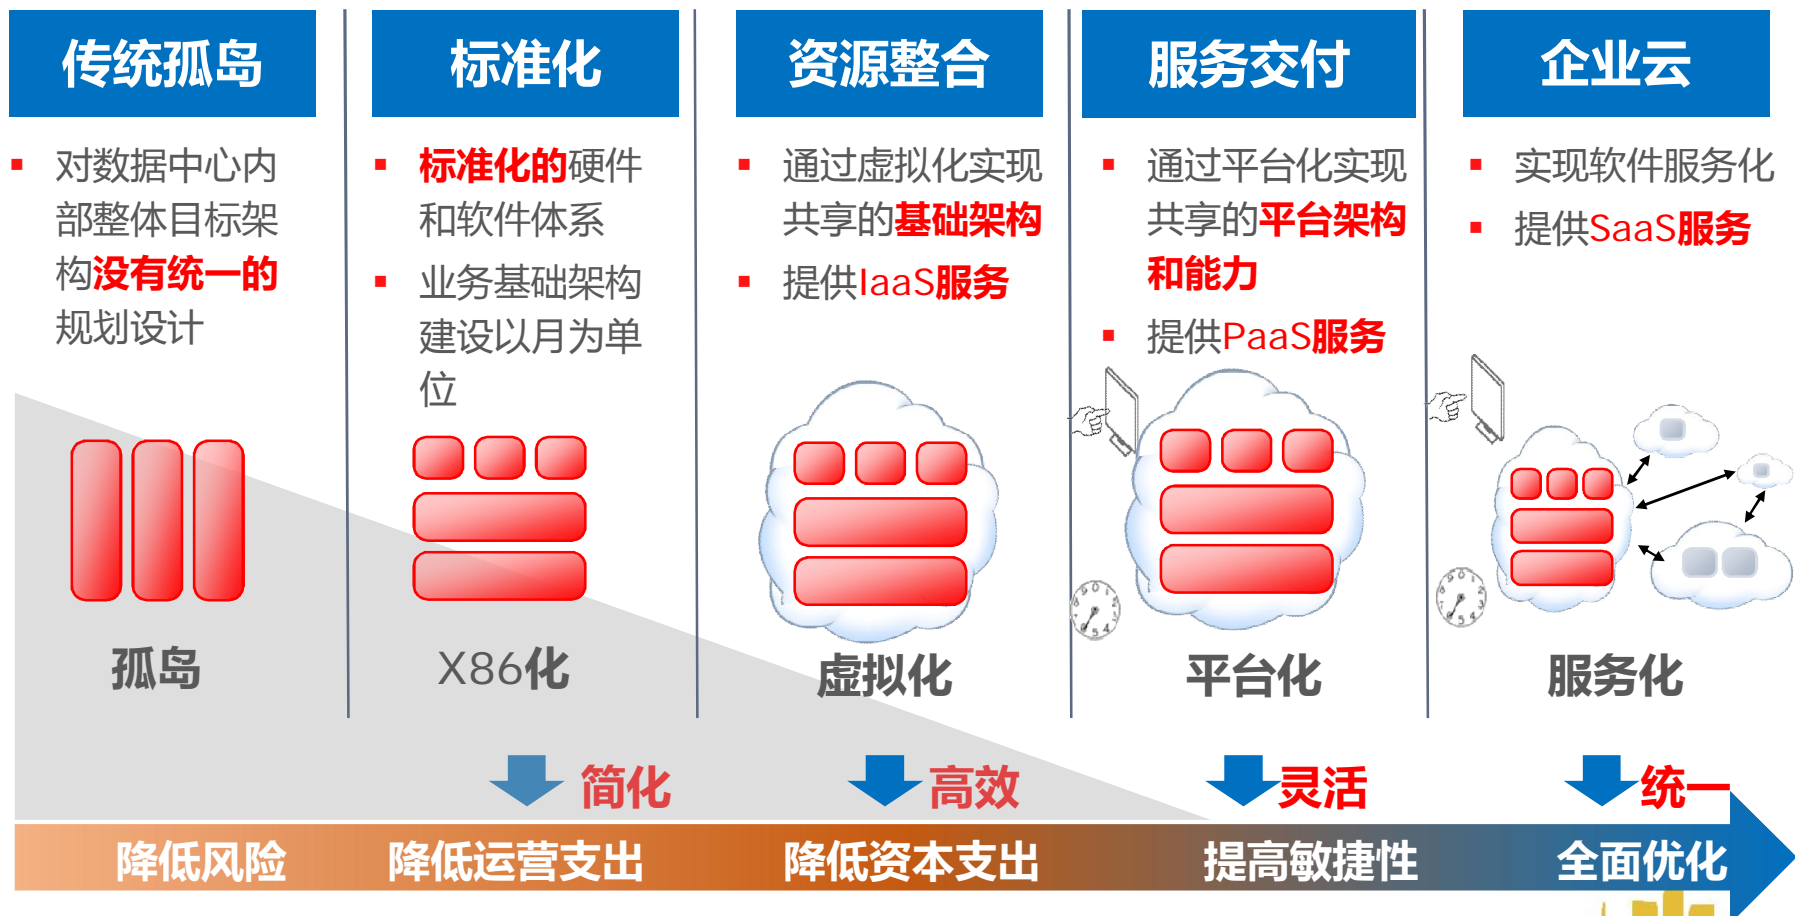 传统孤岛
对数据中心内
部整体目标架
构没有统一的
规划设计
孤岛
标准化
标准化的硬件
和软件体系
业务基础架构
建设以月为单
位
X86化
资源整合
通过虚拟化实现
共享的基础架构
提供IaaS服务
虚拟化
服务交付
通过平台化实现
共享的平台架构
和能力
提供PaaS服务
平台化
企业云
实现软件服务化
提供SaaS服务
服务化
简化
高效
灵活
统一
降低风险
降低运营支出
降低资本支出
提高敏捷性
全面优化